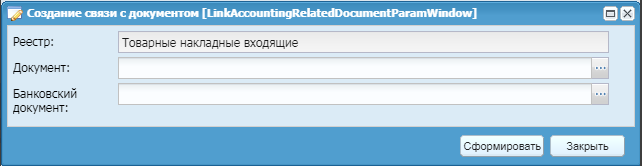 Создание связи с документом [LinkAccountingRelatedDocumentParamWindow]
Реестр: Товарные накладные входящие
Документ: ...
Банковский документ: ...
Сформировать Закрыть